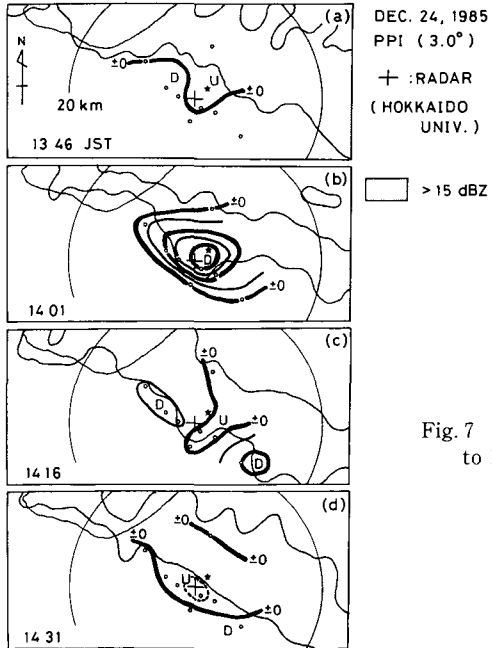 (a)
DEC. 24, 1985
PPI (3.0°)
N
±0
D
U
±0
+ : RADAR
20 km
(HOKKAIDO
UNIV.)
13 46 JST
(b)
±0
> 15 dBZ
D
±0
14 01
(c)
±0
D
U
±0
D
14 16
Fig. 7
to
(d)
±0
±0
U
±0
D
14 31